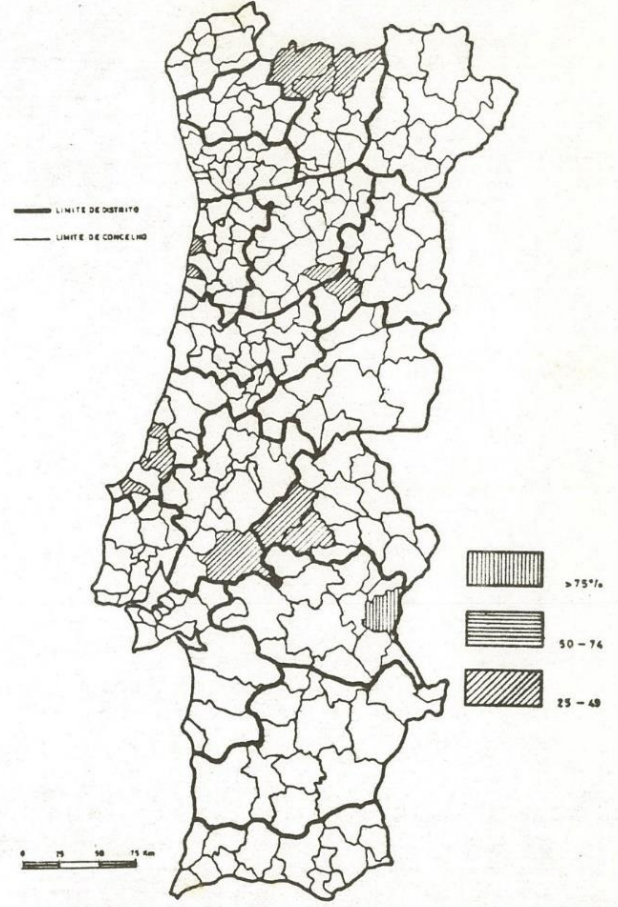 LIMITE DE DISTRITO
LIMITE DE CONCELHO
>75%
50 - 74
25 - 49
0 25 50 75 Km